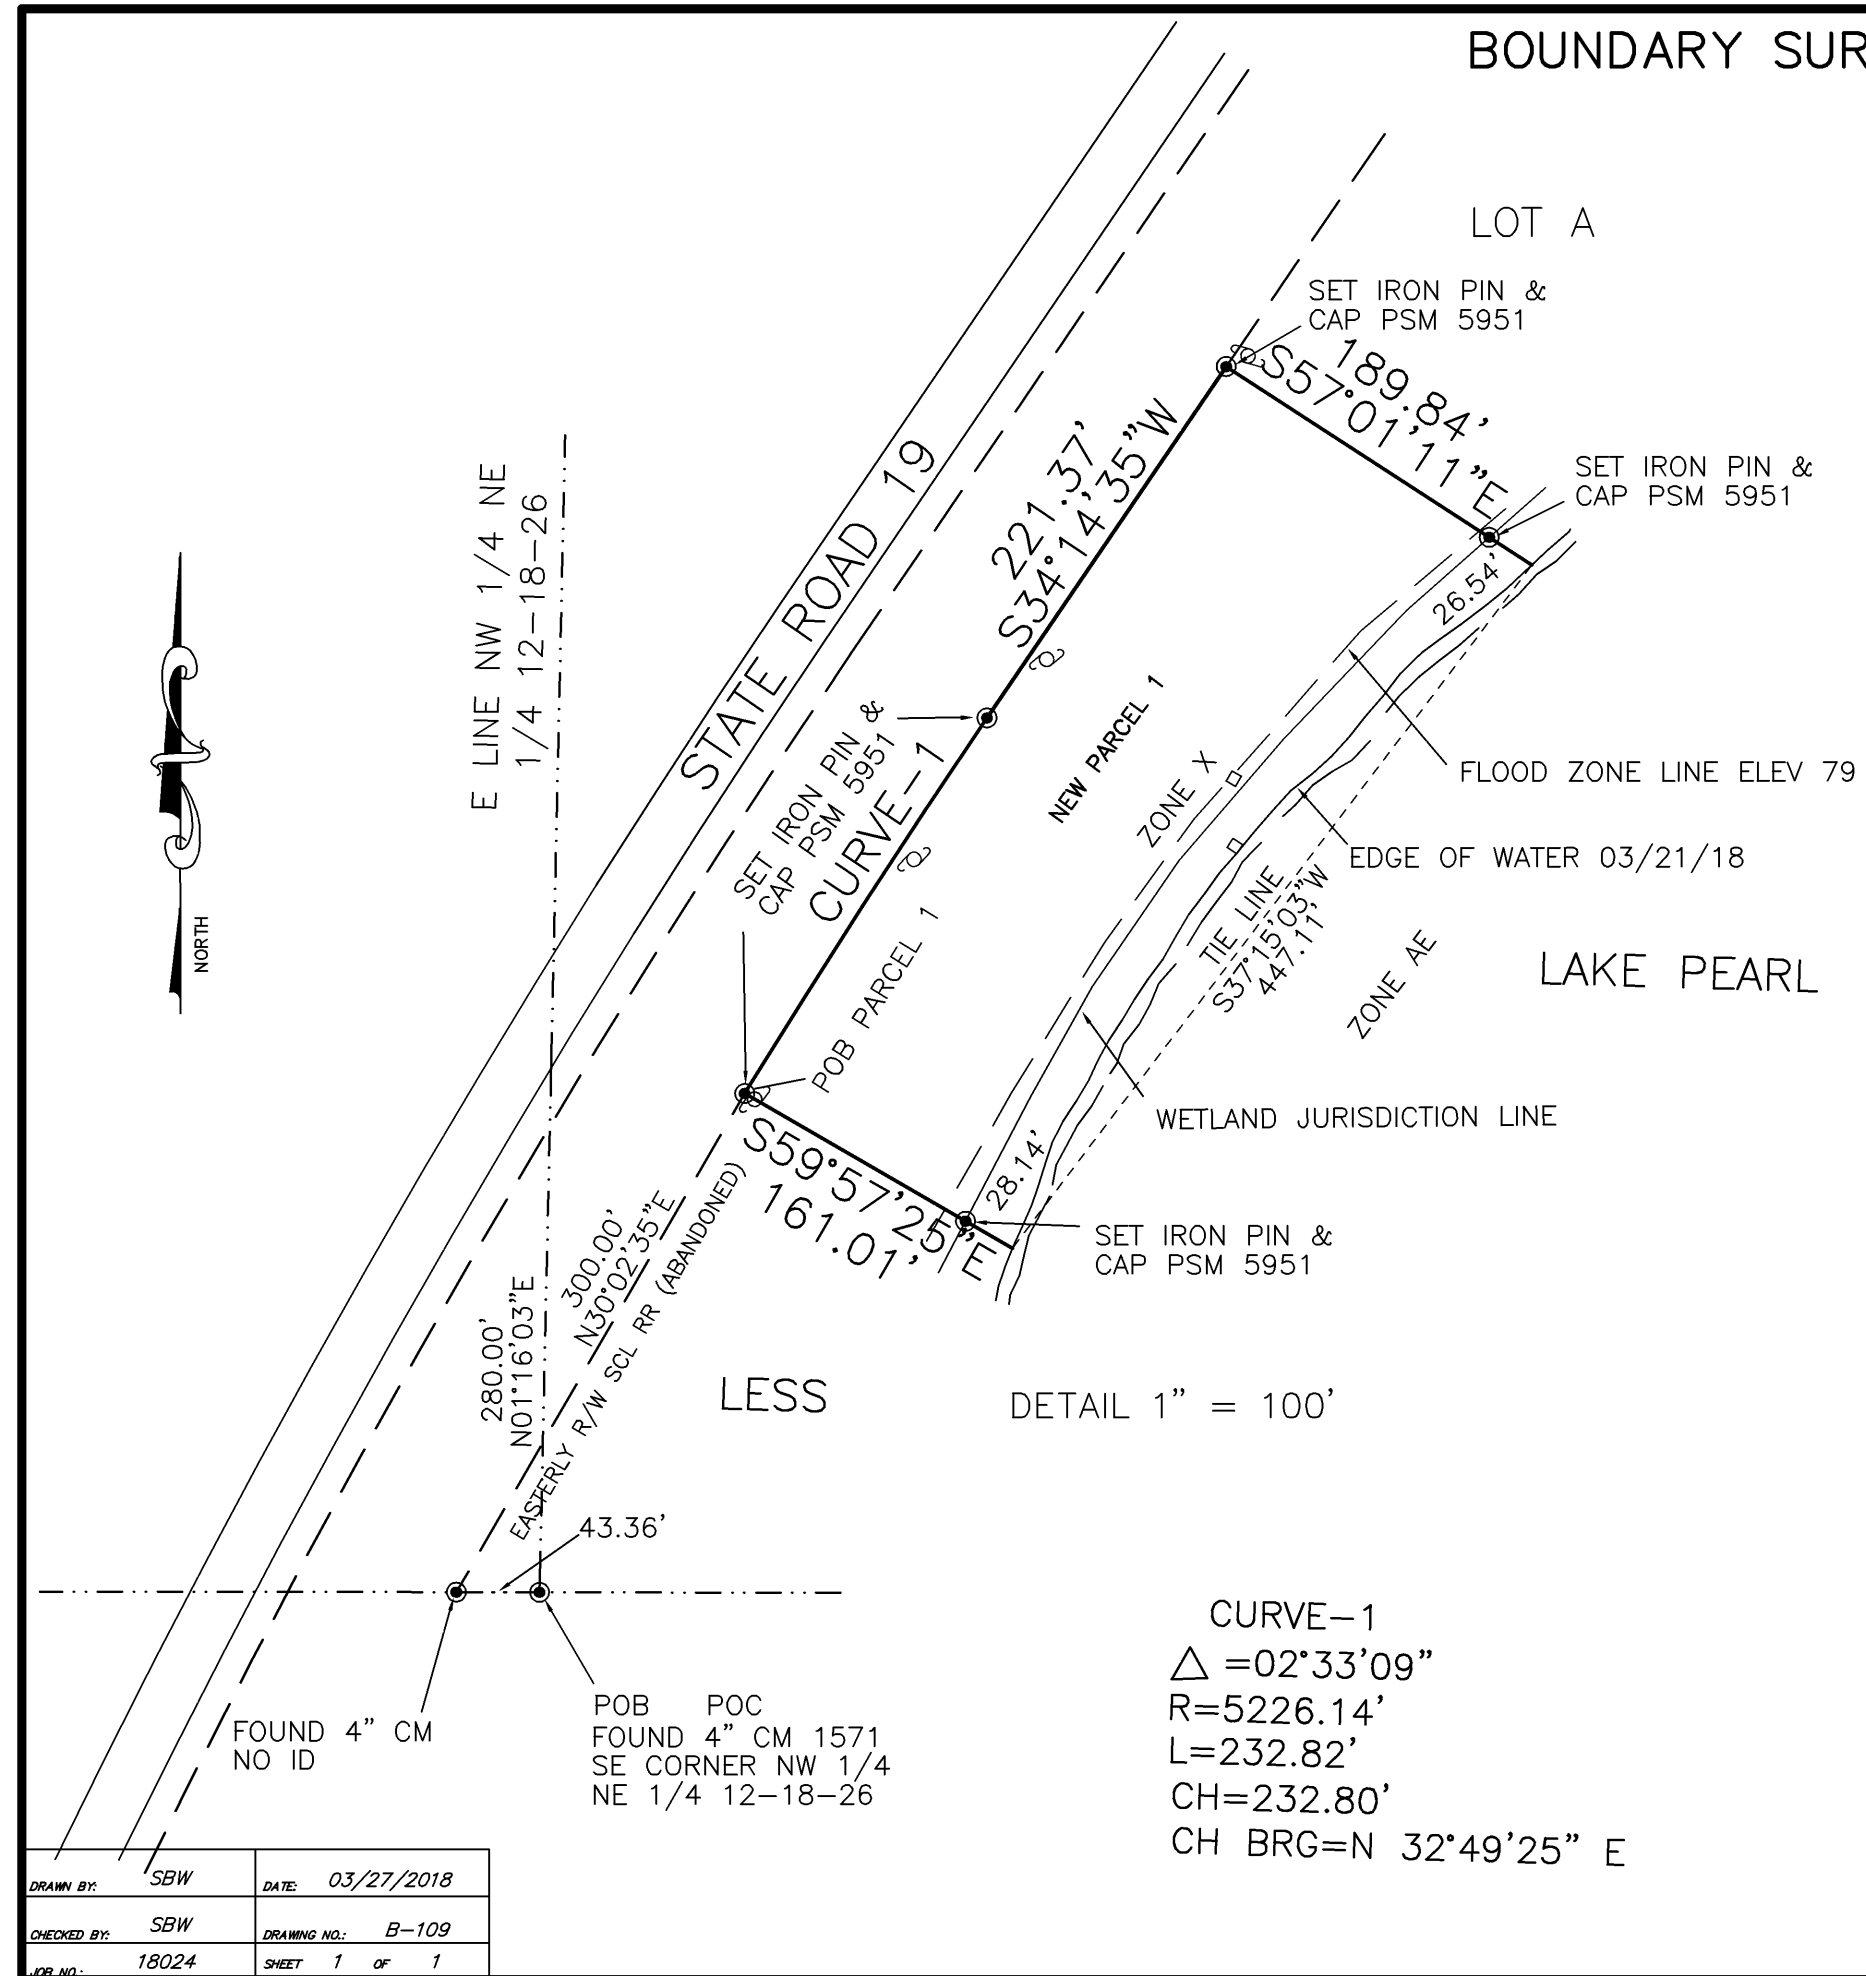 BOUNDARY SUR
LOT A
SET IRON PIN &
CAP PSM 5951
189.84'
S57°01'11"E
SET IRON PIN &
CAP PSM 5951
221.37'
S34°14'35"W
26.54'
STATE ROAD 19
E LINE NW 1/4 NE
1/4 12-18-26
SET IRON PIN &
CAP PSM 5951
CURVE-1
NEW PARCEL 1
ZONE X
FLOOD ZONE LINE ELEV 79
EDGE OF WATER 03/21/18
TIE LINE
S37°15'03"W
447.11'
ZONE AE
LAKE PEARL
NORTH
POB PARCEL 1
WETLAND JURISDICTION LINE
S59°57'25"E
161.01'
28.14'
SET IRON PIN &
CAP PSM 5951
300.00'
N30°02'35"E
EASTERLY R/W SCL RR (ABANDONED)
280.00'
N01°16'03"E
LESS
DETAIL 1" = 100'
43.36'
FOUND 4" CM
NO ID
POB POC
FOUND 4" CM 1571
SE CORNER NW 1/4
NE 1/4 12-18-26
CURVE-1
△ =02°33'09"
R=5226.14'
L=232.82'
CH=232.80'
CH BRG=N 32°49'25" E
DRAWN BY: SBW
DATE: 03/27/2018
CHECKED BY: SBW
DRAWING NO.: B-109
JOB NO.: 18024
SHEET 1 OF 1